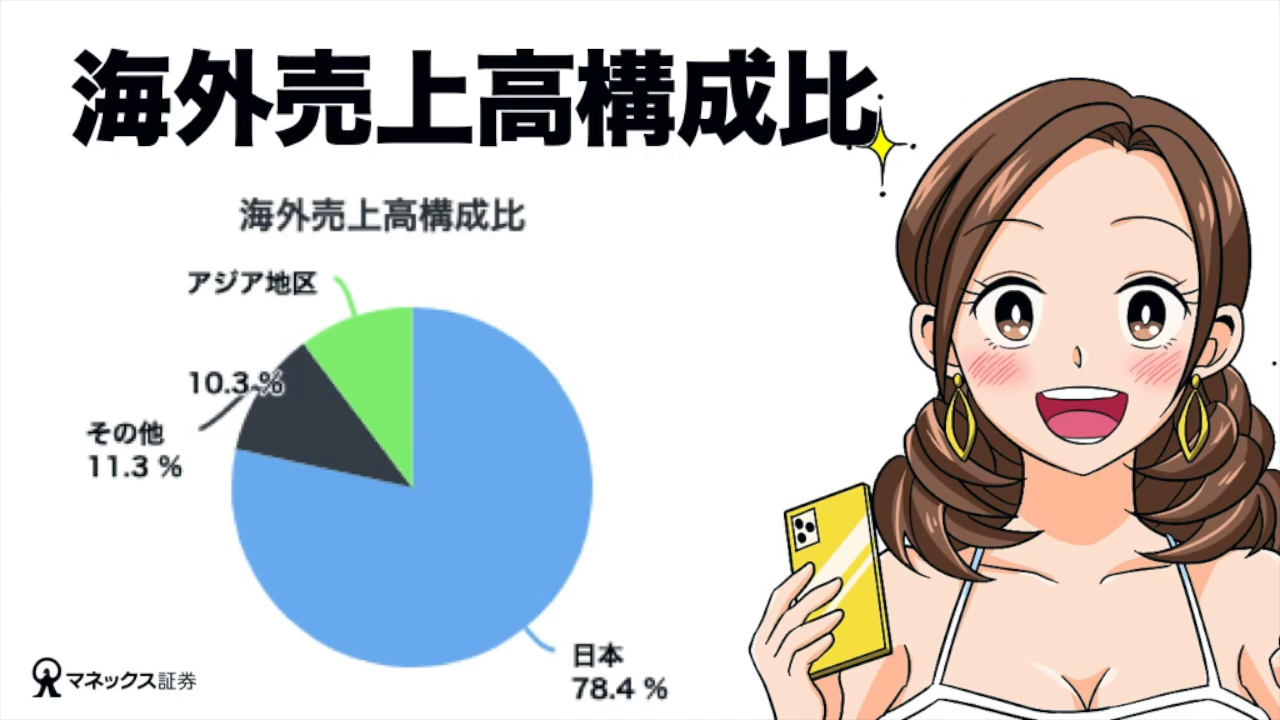 海外売上高構成比
海外売上高構成比
アジア地区
10.3 %
その他
11.3 %
日本
78.4 %
マネックス証券